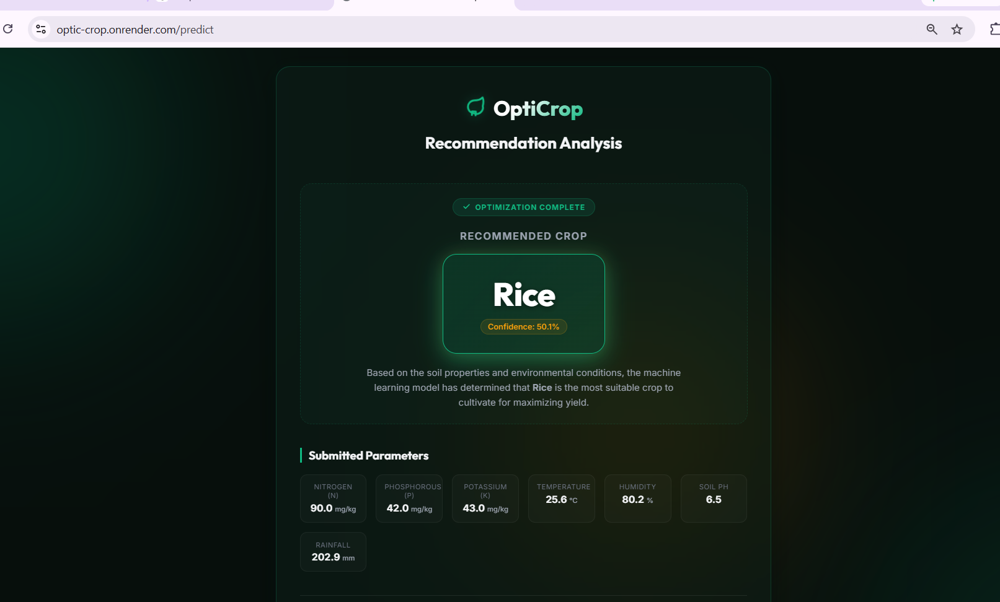 optic-crop.onrender.com/predict
OptiCrop
Recommendation Analysis
OPTIMIZATION COMPLETE
RECOMMENDED CROP
Rice
Confidence: 50.1%
Based on the soil properties and environmental conditions, the machine
learning model has determined that Rice is the most suitable crop to
cultivate for maximizing yield.
Submitted Parameters
NITROGEN
(N)
90.0 mg/kg
PHOSPHOROUS
(P)
42.0 mg/kg
POTASSIUM
(K)
43.0 mg/kg
TEMPERATURE
25.6 °C
HUMIDITY
80.2 %
SOIL PH
6.5
RAINFALL
202.9 mm